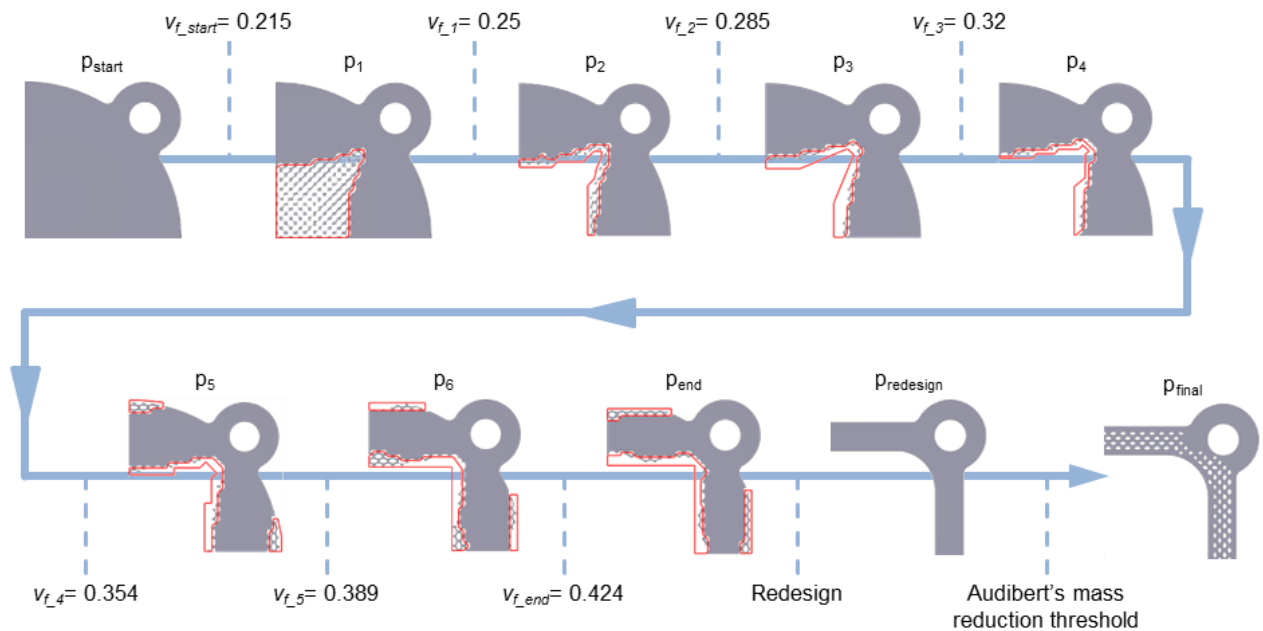 v_f_start= 0.215
v_f_1= 0.25
v_f_2= 0.285
v_f_3= 0.32
p_start
p_1
p_2
p_3
p_4
p_5
p_6
p_end
p_redesign
p_final
v_f_4= 0.354
v_f_5= 0.389
v_f_end= 0.424
Redesign
Audibert's mass
reduction threshold